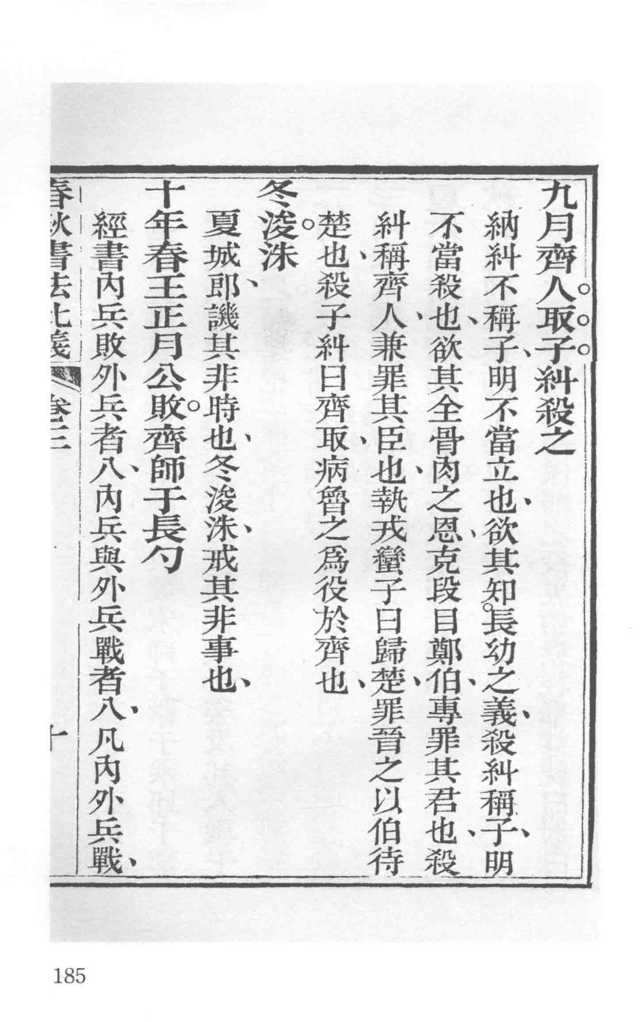 九月齊人取子糾殺之
納糾不稱子、明不當立也、欲其知長幼之義、殺糾稱子、明
不當殺也、欲其全骨肉之恩、克段目鄭伯、專罪其君也、殺
糾稱齊人、兼罪其臣也、執戎蠻子曰歸楚、罪晉之以伯待
楚也、殺子糾曰齊取、病魯之爲役於齊也、
冬浚洙
夏城郎、譏其非時也、冬浚洙、戒其非事也、
十年春王正月公敗齊師于長勺
經書內兵敗外兵者八、內兵與外兵戰者八、凡內外兵戰、
春秋書法比義 卷三 十
185